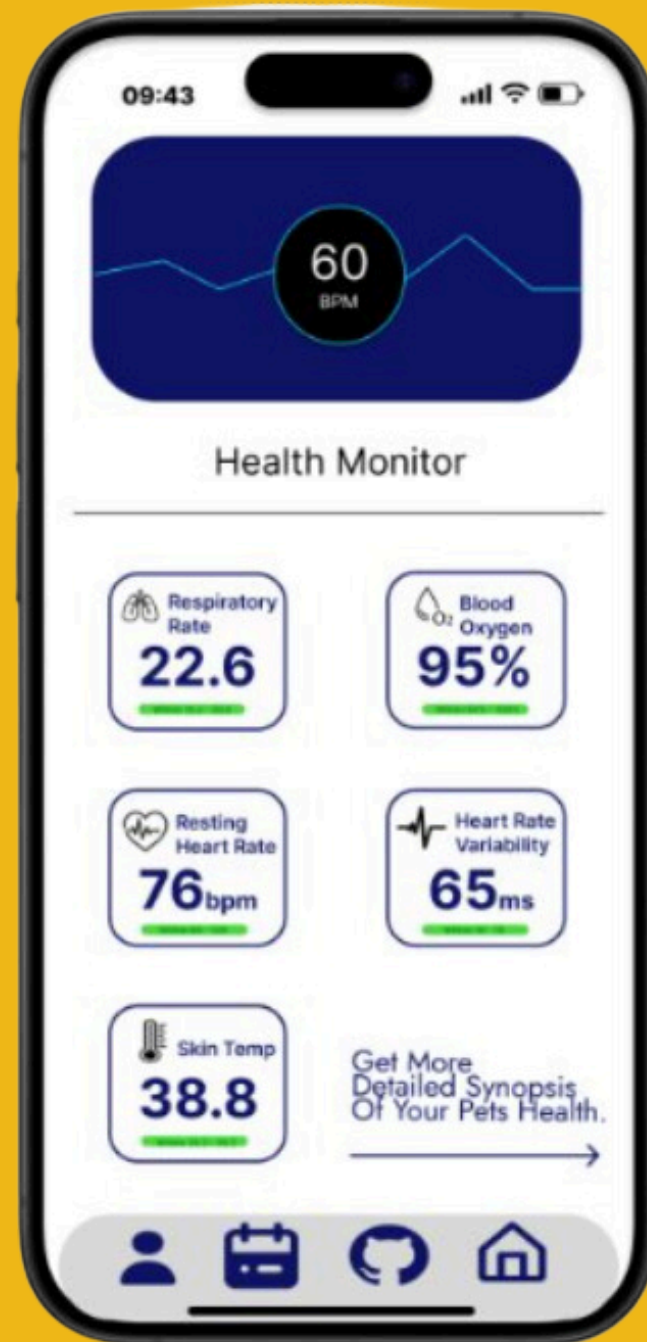 09:43
60
BPM
Health Monitor
Respiratory
Rate
22.6
Blood
Oxygen
O₂
95%
Resting
Heart Rate
76bpm
Heart Rate
Variability
65ms
Skin Temp
38.8
Get More
Detailed Synopsis
Of Your Pets Health.